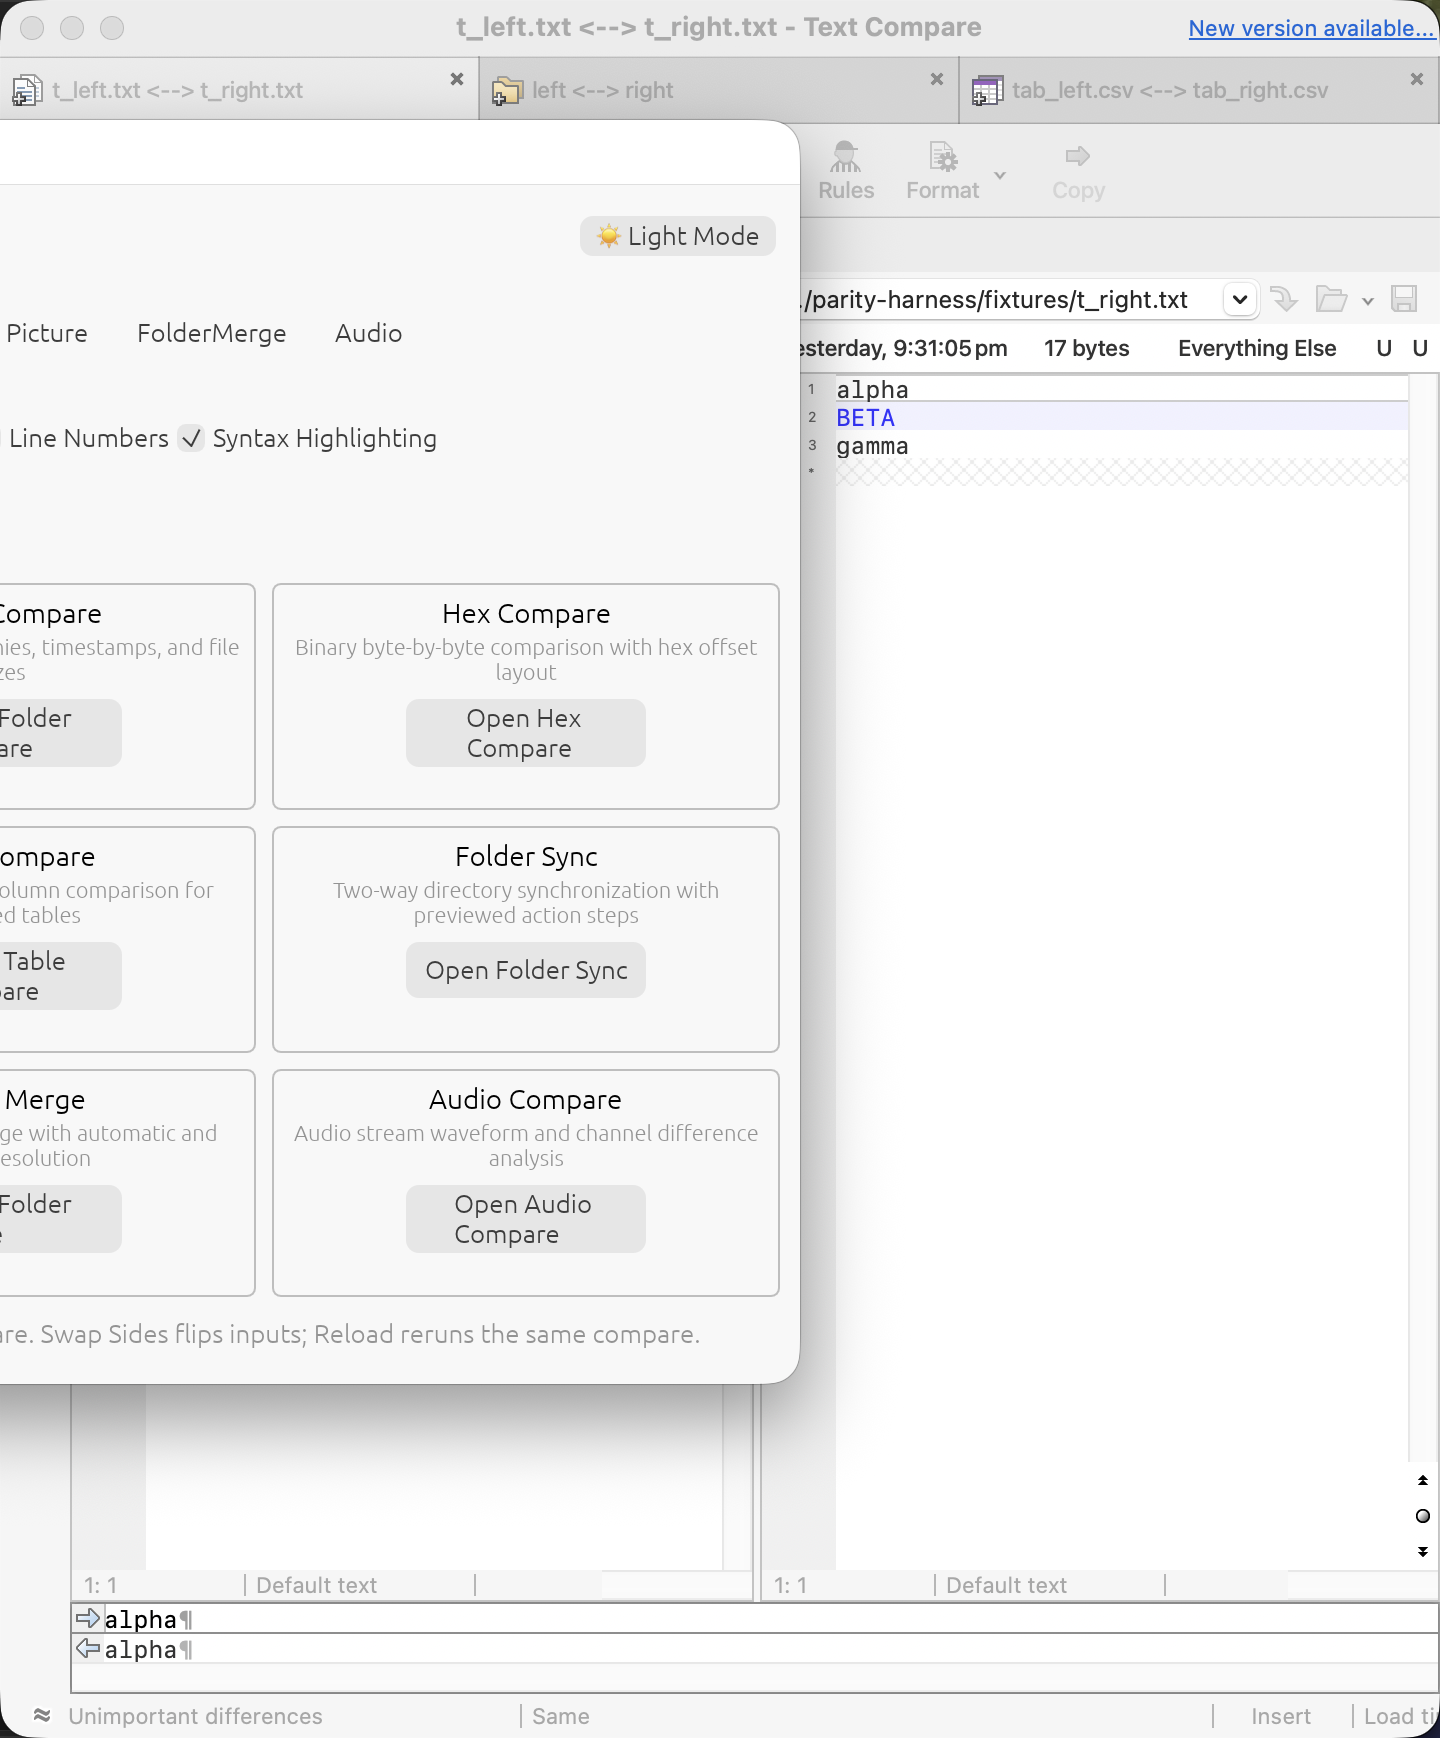 t_left.txt <--> t_right.txt - Text Compare
New version available...
t_left.txt <--> t_right.txt
left <--> right
tab_left.csv <--> tab_right.csv
Rules
Format
Copy
Light Mode
/parity-harness/fixtures/t_right.txt
Picture FolderMerge Audio
esterday, 9:31:05 pm 17 bytes Everything Else U U
Line Numbers Syntax Highlighting
1 alpha
2 BETA
3 gamma
*
Compare
ies, timestamps, and file
zes
Folder
are
Hex Compare
Binary byte-by-byte comparison with hex offset
layout
Open Hex
Compare
ompare
olumn comparison for
ed tables
Table
are
Folder Sync
Two-way directory synchronization with
previewed action steps
Open Folder Sync
Merge
ge with automatic and
esolution
Folder
e
Audio Compare
Audio stream waveform and channel difference
analysis
Open Audio
Compare
are. Swap Sides flips inputs; Reload reruns the same compare.
1: 1 Default text
1: 1 Default text
alpha¶
alpha¶
Unimportant differences Same Insert Load ti